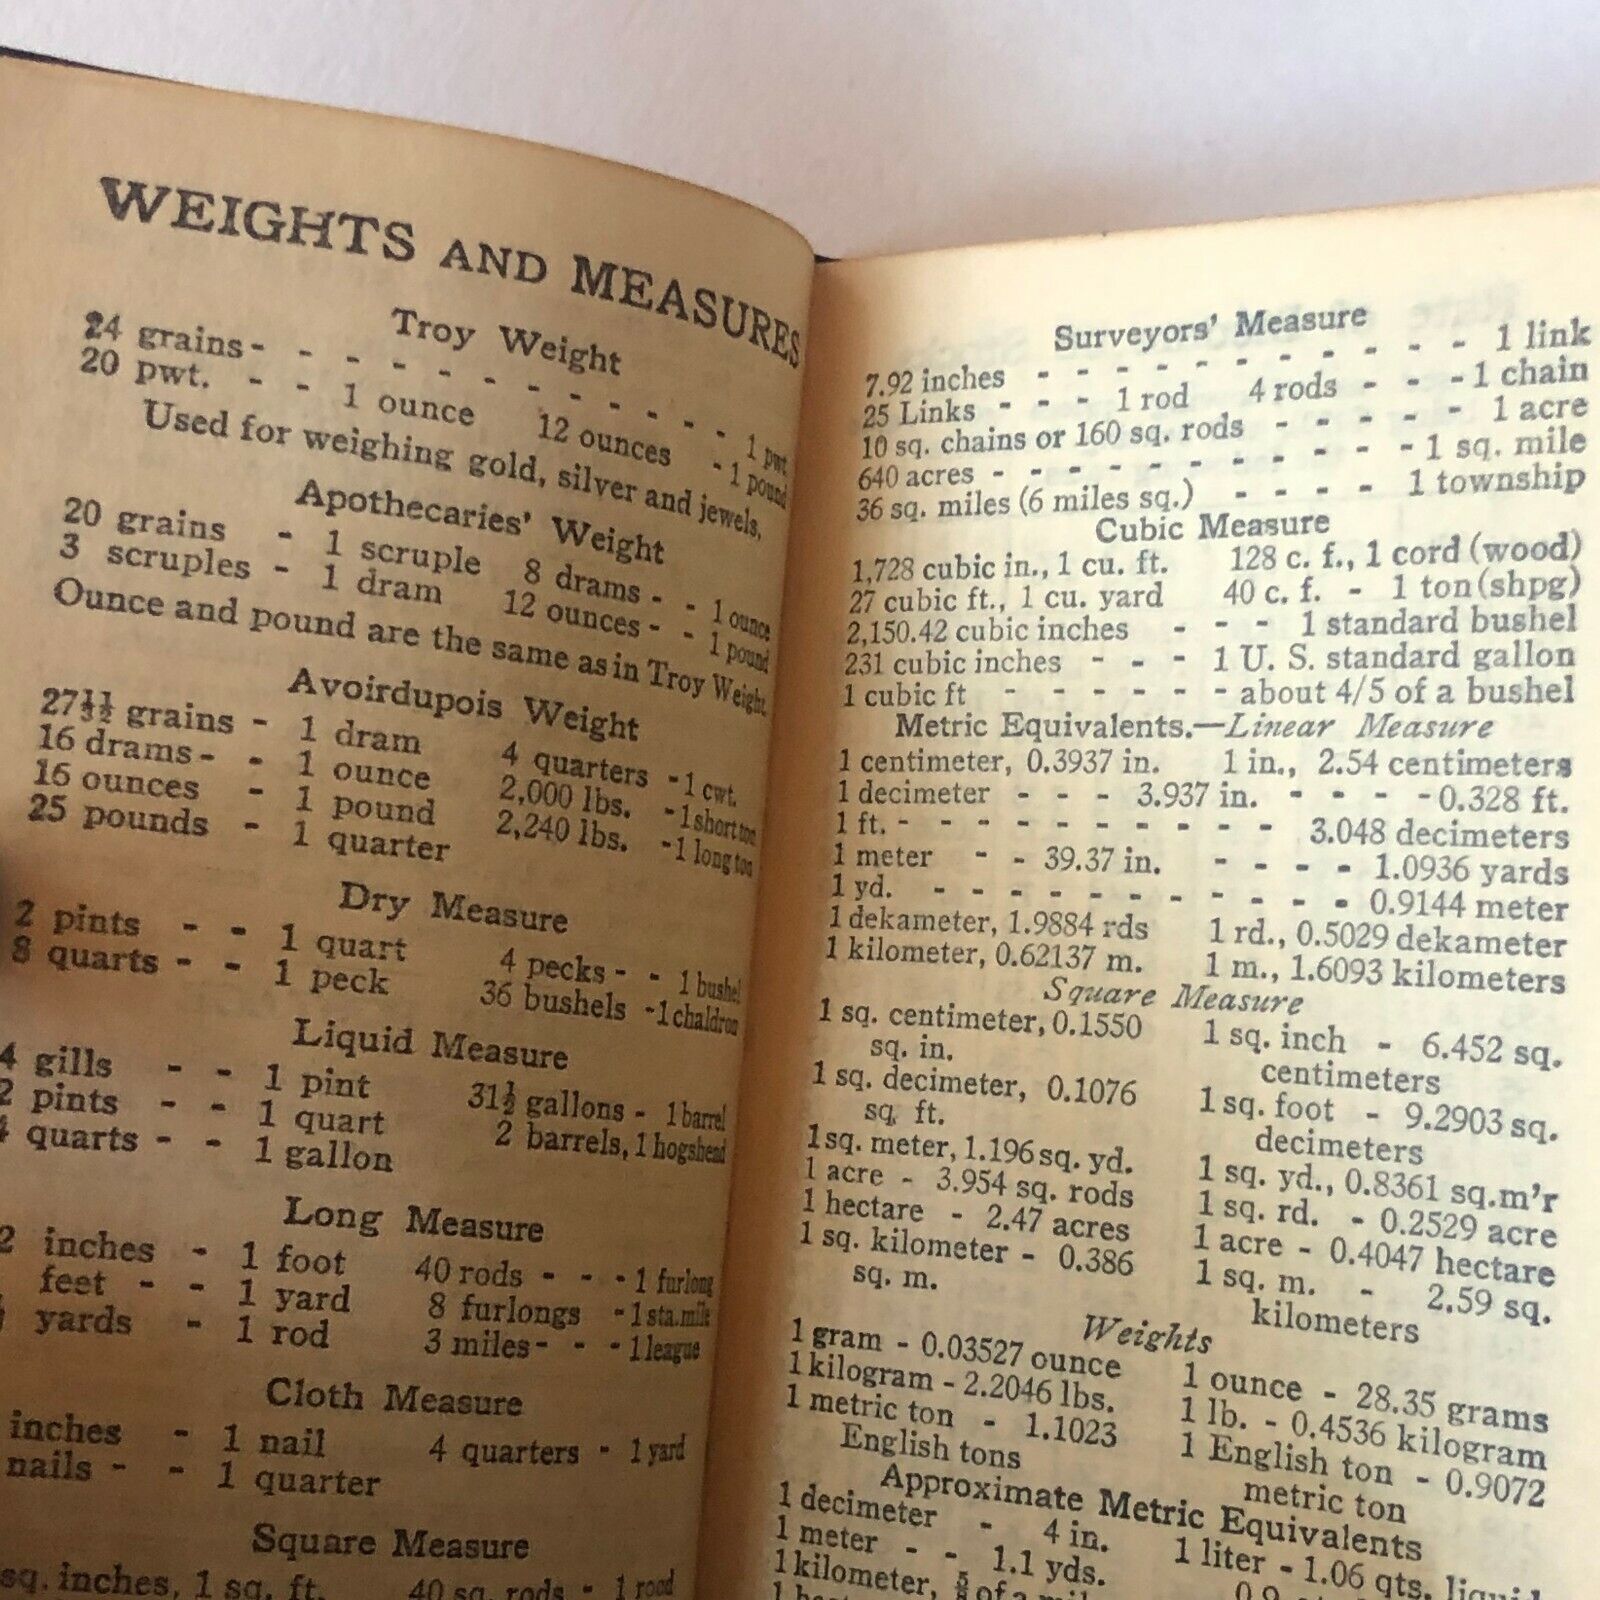 WEIGHTS AND MEASURES
Troy Weight
24 grains - - - - - - - - - - - 1 pwt
20 pwt. - - 1 ounce 12 ounces - 1 pound
Used for weighing gold, silver and jewels.
Apothecaries' Weight
20 grains - 1 scruple 8 drams - - 1 ounce
3 scruples - 1 dram 12 ounces - - 1 pound
Ounce and pound are the same as in Troy Weight.
Avoirdupois Weight
27 11/32 grains - 1 dram 4 quarters - 1 cwt.
16 drams - - 1 ounce 2,000 lbs. - 1 short ton
16 ounces - 1 pound 2,240 lbs. - 1 long ton
25 pounds - 1 quarter
Dry Measure
2 pints - - 1 quart 4 pecks - - 1 bushel
8 quarts - - 1 peck 36 bushels - 1 chaldron
Liquid Measure
4 gills - - 1 pint 31½ gallons - 1 barrel
2 pints - - 1 quart 2 barrels, 1 hogshead
4 quarts - - 1 gallon
Long Measure
2 inches - 1 foot 40 rods - - - 1 furlong
feet - - 1 yard 8 furlongs - 1 sta. mile
yards - 1 rod 3 miles - - - 1 league
Cloth Measure
inches - 1 nail 4 quarters - 1 yard
nails - - 1 quarter
Square Measure
sq. inches, 1 sq. ft. 40 sq. rods - 1 rood
Surveyors' Measure
7.92 inches - - - - - - - - - - - 1 link
25 Links - - - 1 rod 4 rods - - - 1 chain
10 sq. chains or 160 sq. rods - - - - - 1 acre
640 acres - - - - - - - - - - - 1 sq. mile
36 sq. miles (6 miles sq.) - - - - 1 township
Cubic Measure
1,728 cubic in., 1 cu. ft. 128 c. f., 1 cord (wood)
27 cubic ft., 1 cu. yard 40 c. f. - 1 ton (shpg)
2,150.42 cubic inches - - - 1 standard bushel
231 cubic inches - - - 1 U. S. standard gallon
1 cubic ft - - - - - - about 4/5 of a bushel
Metric Equivalents.—Linear Measure
1 centimeter, 0.3937 in. 1 in., 2.54 centimeters
1 decimeter - - - 3.937 in. - - - - 0.328 ft.
1 ft. - - - - - - - - - - 3.048 decimeters
1 meter - - 39.37 in. - - - - 1.0936 yards
1 yd. - - - - - - - - - - - 0.9144 meter
1 dekameter, 1.9884 rds 1 rd., 0.5029 dekameter
1 kilometer, 0.62137 m. 1 m., 1.6093 kilometers
Square Measure
1 sq. centimeter, 0.1550 1 sq. inch - 6.452 sq.
sq. in. centimeters
1 sq. decimeter, 0.1076 1 sq. foot - 9.2903 sq.
sq. ft. decimeters
1 sq. meter, 1.196 sq. yd. 1 sq. yd., 0.8361 sq.m'r
1 acre - 3.954 sq. rods 1 sq. rd. - 0.2529 acre
1 hectare - 2.47 acres 1 acre - 0.4047 hectare
1 sq. kilometer - 0.386 1 sq. m. - 2.59 sq.
sq. m. kilometers
Weights
1 gram - 0.03527 ounce 1 ounce - 28.35 grams
1 kilogram - 2.2046 lbs. 1 lb. - 0.4536 kilogram
1 metric ton - 1.1023 1 English ton - 0.9072
English tons metric ton
Approximate Metric Equivalents
1 decimeter - 4 in. 1 liter - 1.06 qts. liquid
1 meter - - 1.1 yds. 0.9
1 kilometer, ⅝ of a